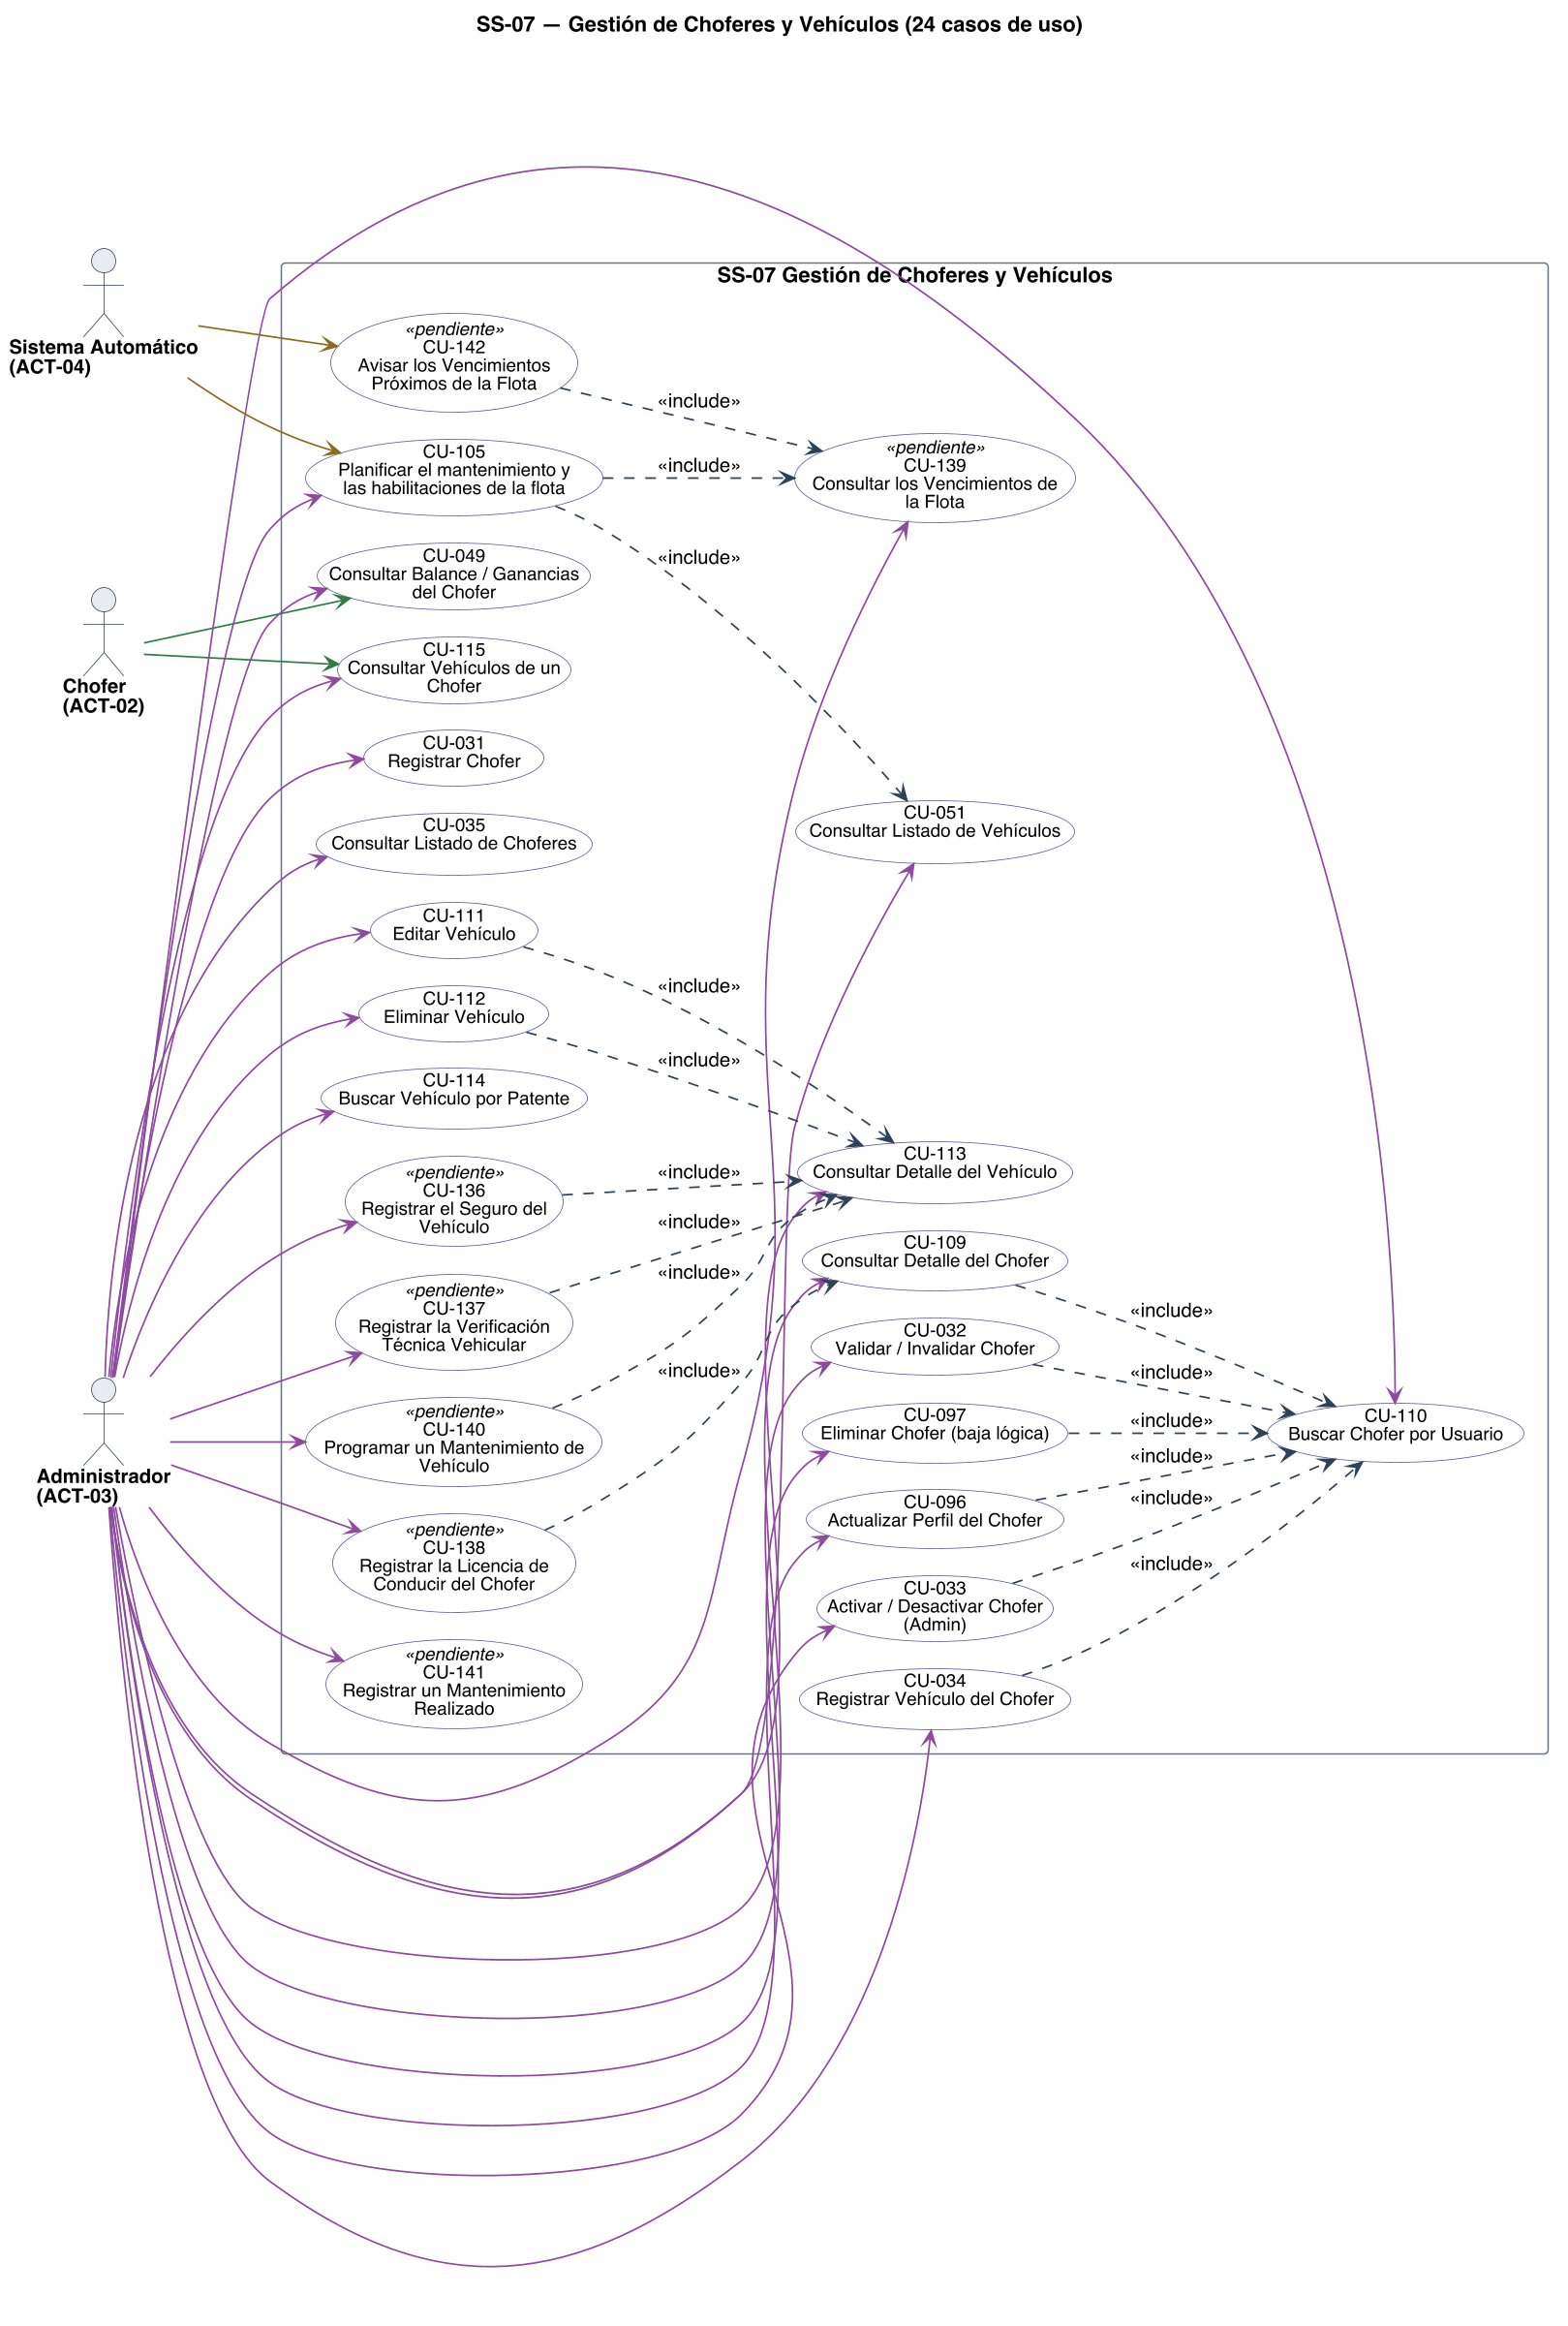 SS-07 — Gestión de Choferes y Vehículos (24 casos de uso)
SS-07 Gestión de Choferes y Vehículos
Sistema Automático
(ACT-04)
Chofer
(ACT-02)
Administrador
(ACT-03)
«pendiente»
CU-142
Avisar los Vencimientos
Próximos de la Flota
CU-105
Planificar el mantenimiento y
las habilitaciones de la flota
CU-049
Consultar Balance / Ganancias
del Chofer
CU-115
Consultar Vehículos de un
Chofer
CU-031
Registrar Chofer
CU-035
Consultar Listado de Choferes
CU-111
Editar Vehículo
CU-112
Eliminar Vehículo
CU-114
Buscar Vehículo por Patente
«pendiente»
CU-136
Registrar el Seguro del
Vehículo
«pendiente»
CU-137
Registrar la Verificación
Técnica Vehicular
«pendiente»
CU-140
Programar un Mantenimiento de
Vehículo
«pendiente»
CU-138
Registrar la Licencia de
Conducir del Chofer
«pendiente»
CU-141
Registrar un Mantenimiento
Realizado
«include»
«include»
«include»
«include»
«include»
«include»
«include»
«include»
«include»
«pendiente»
CU-139
Consultar los Vencimientos de
la Flota
CU-051
Consultar Listado de Vehículos
CU-113
Consultar Detalle del Vehículo
CU-109
Consultar Detalle del Chofer
CU-032
Validar / Invalidar Chofer
CU-097
Eliminar Chofer (baja lógica)
CU-096
Actualizar Perfil del Chofer
CU-033
Activar / Desactivar Chofer
(Admin)
CU-034
Registrar Vehículo del Chofer
«include»
«include»
«include»
«include»
«include»
«include»
CU-110
Buscar Chofer por Usuario